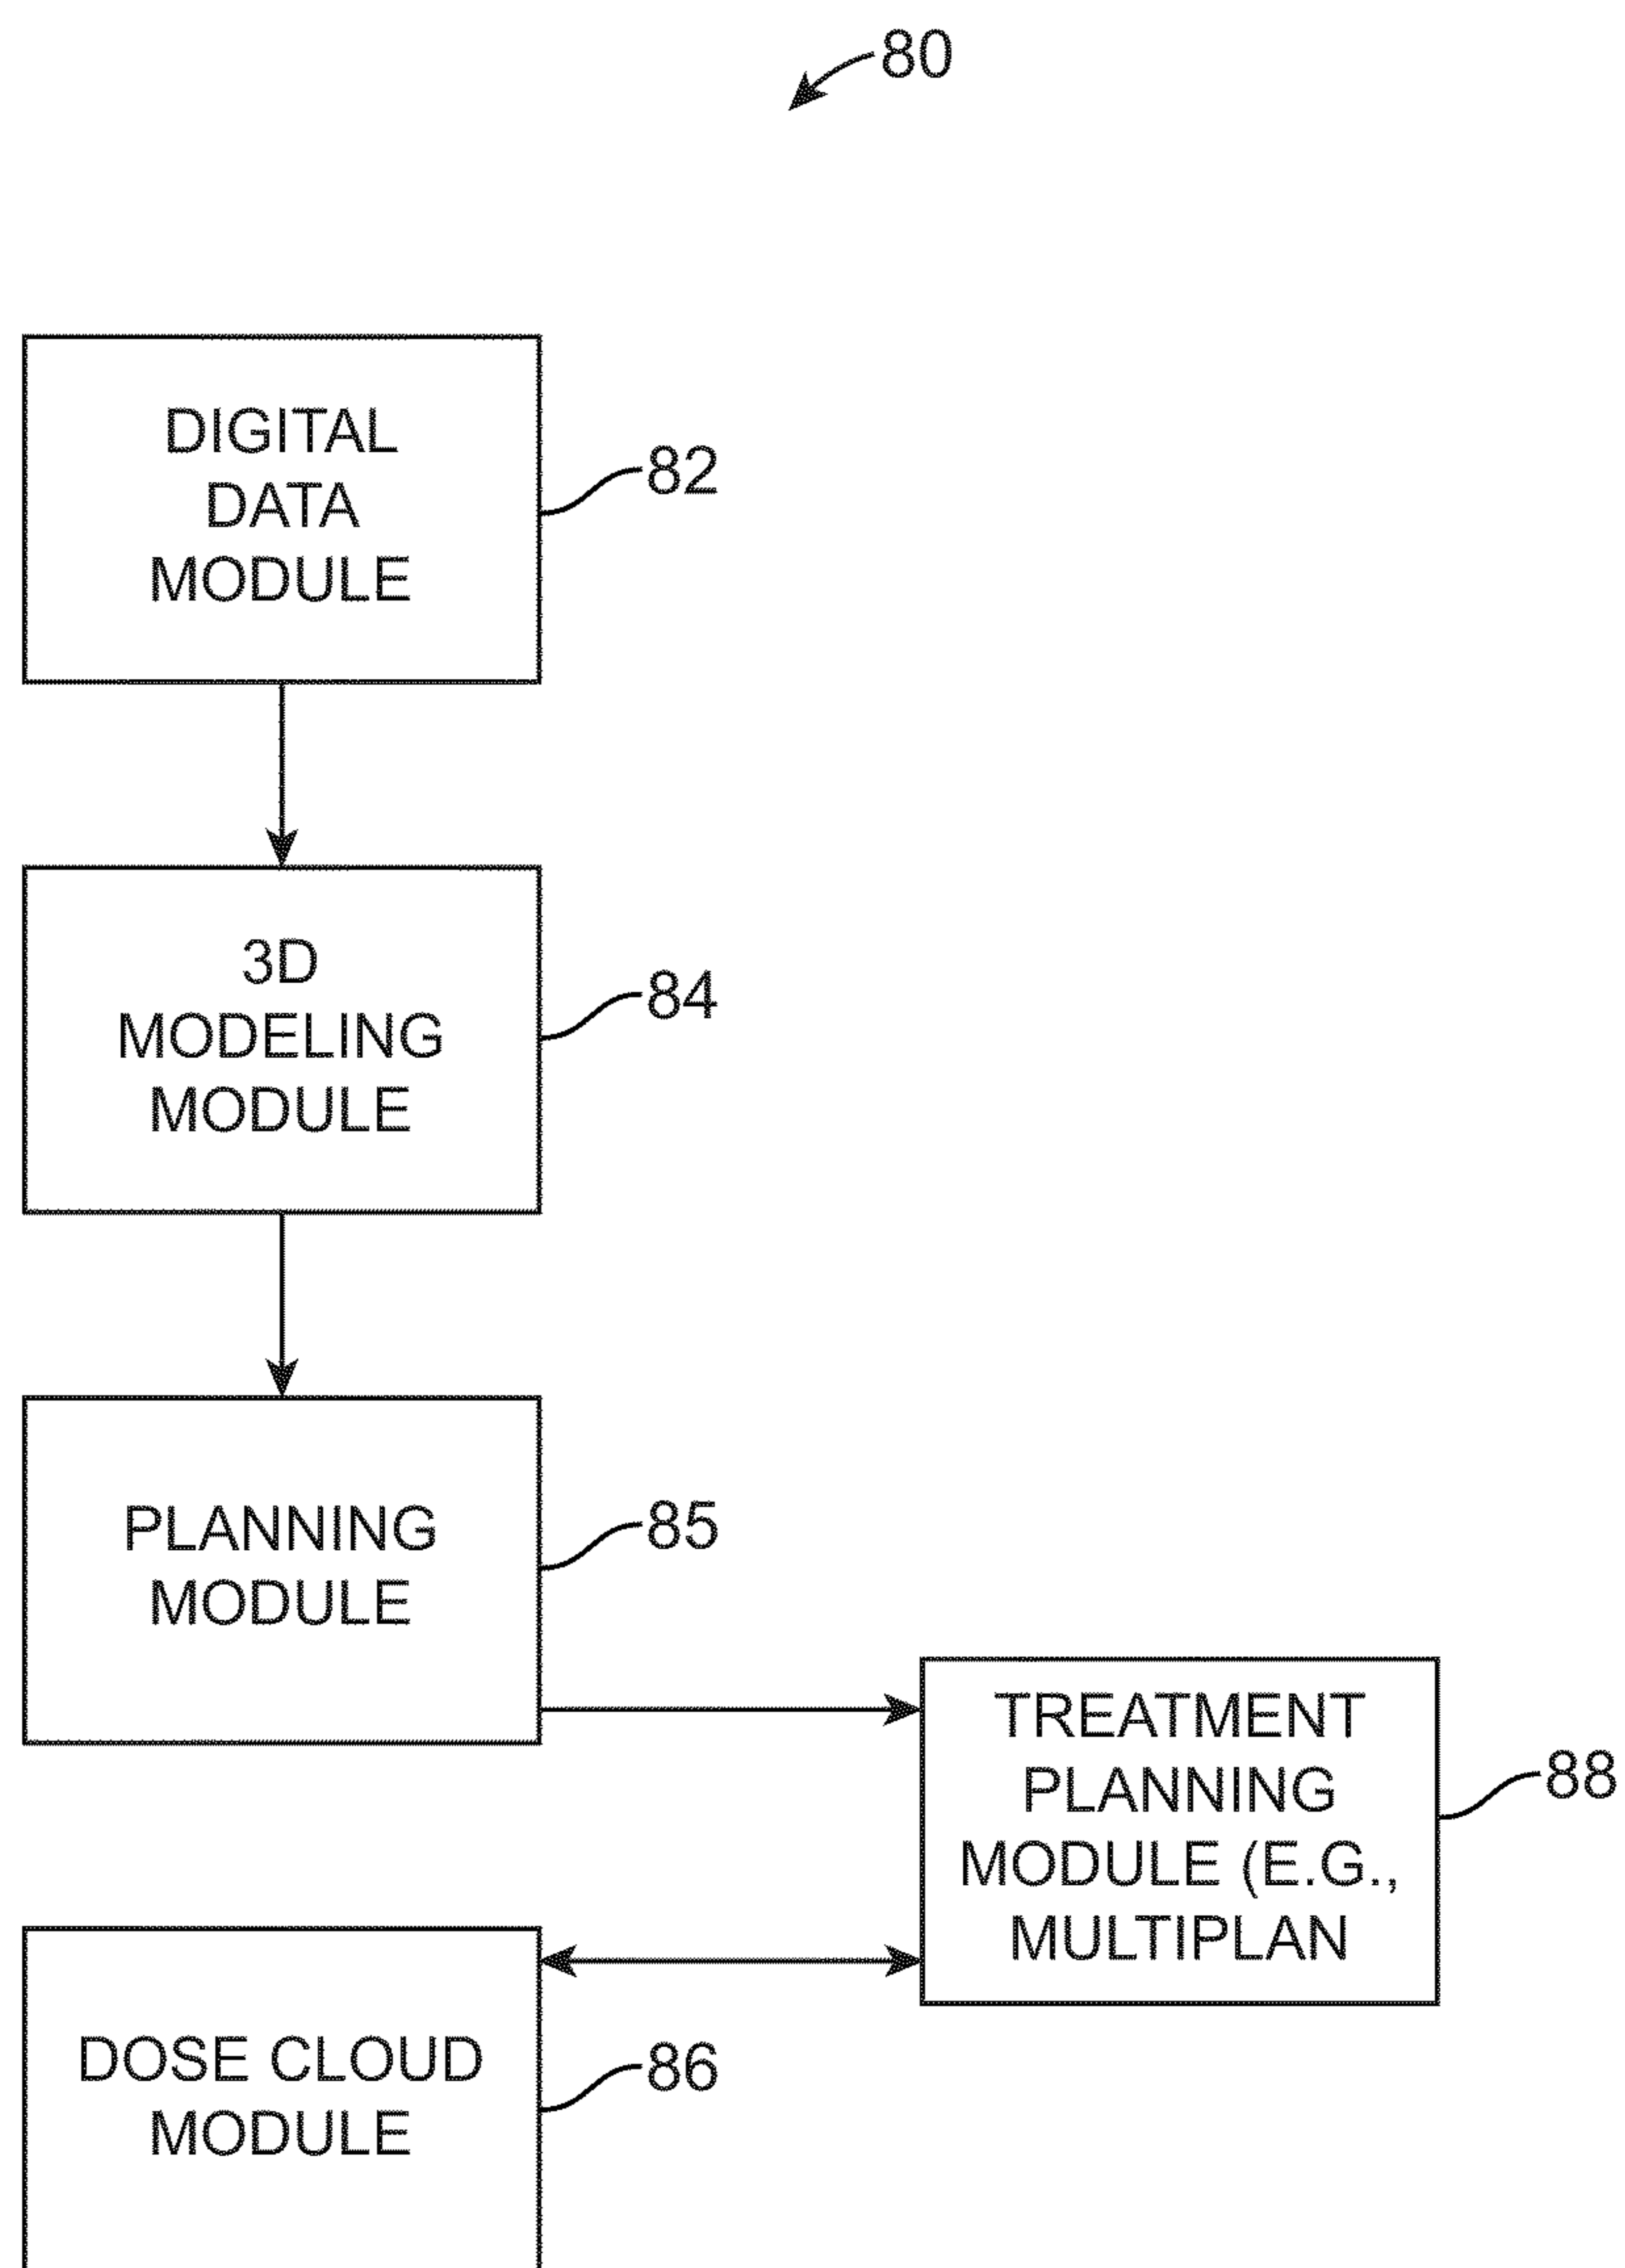 80
DIGITAL
DATA
MODULE
82
3D
MODELING
MODULE
84
PLANNING
MODULE
85
TREATMENT
PLANNING
MODULE (E.G.,
MULTIPLAN
88
DOSE CLOUD
MODULE
86